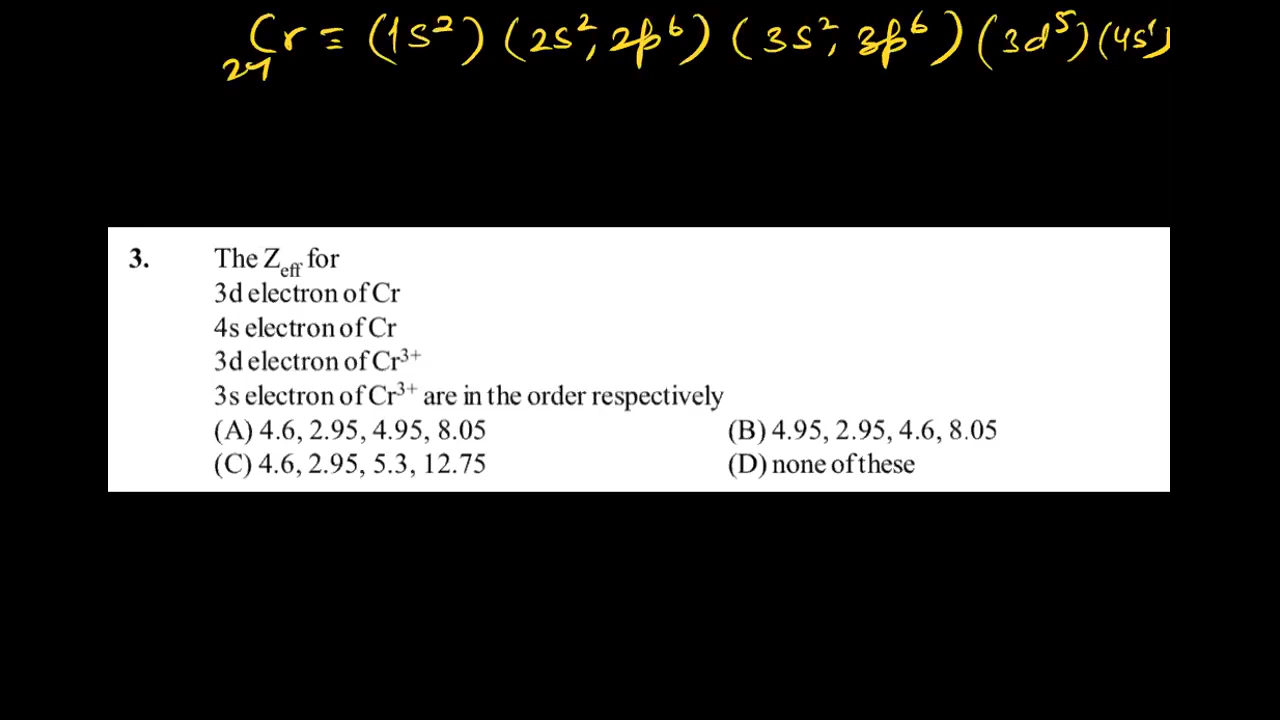 ₂₄Cr = (1s²) (2s², 2p⁶) (3s², 3p⁶) (3d⁵) (4s¹)
3. The Z_eff for
3d electron of Cr
4s electron of Cr
3d electron of Cr³⁺
3s electron of Cr³⁺ are in the order respectively
(A) 4.6, 2.95, 4.95, 8.05 (B) 4.95, 2.95, 4.6, 8.05
(C) 4.6, 2.95, 5.3, 12.75 (D) none of these